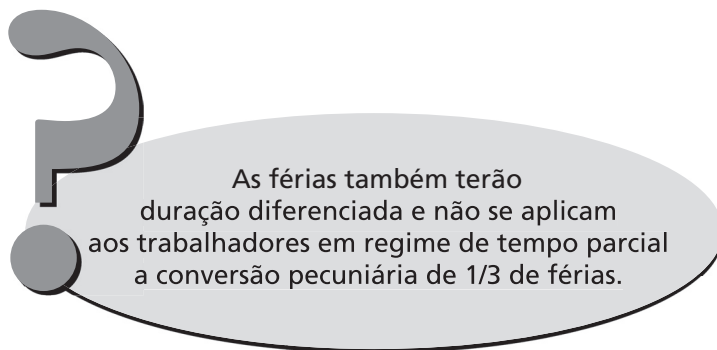 As férias também terão
duração diferenciada e não se aplicam
aos trabalhadores em regime de tempo parcial
a conversão pecuniária de 1/3 de férias.